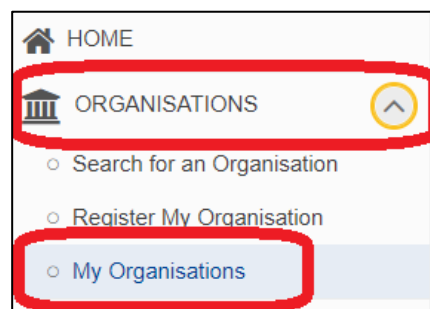 HOME
ORGANISATIONS
Search for an Organisation
Register My Organisation
My Organisations